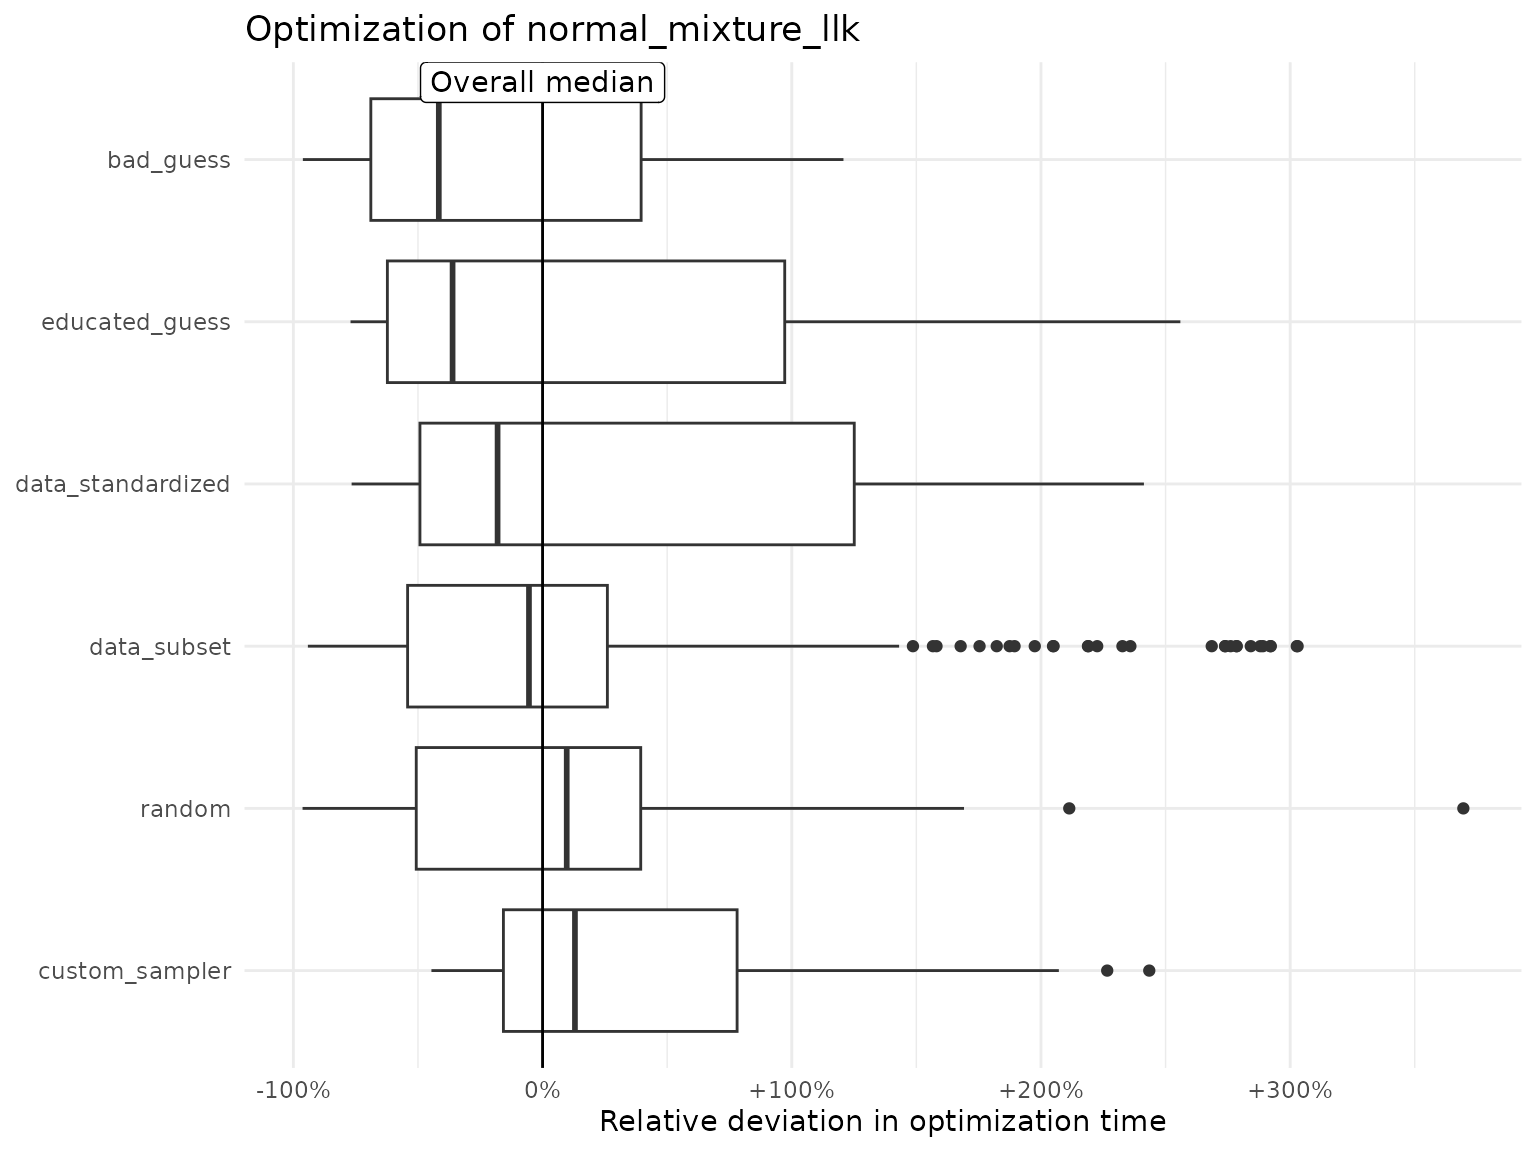 Optimization of normal_mixture_llk
Overall median
bad_guess
educated_guess
data_standardized
data_subset
random
custom_sampler
-100% 0% +100% +200% +300%
Relative deviation in optimization time